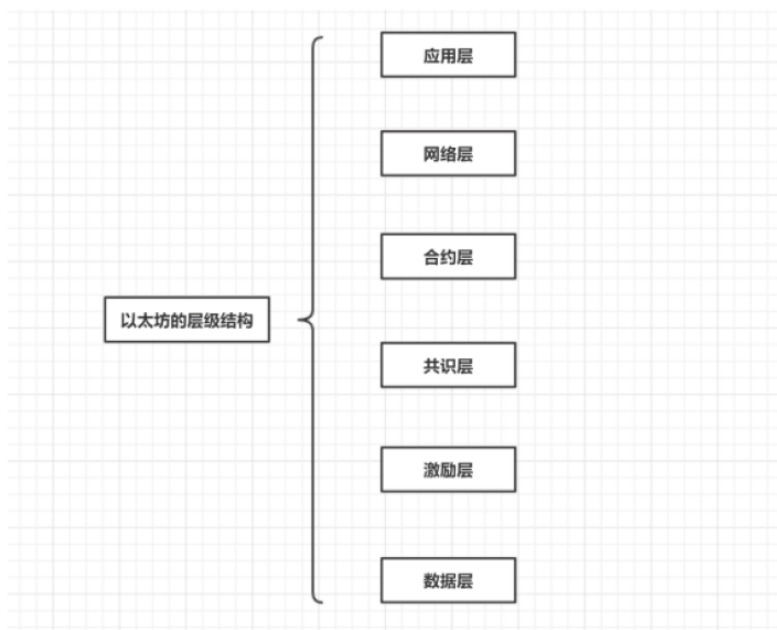 应用层
网络层
合约层
以太坊的层级结构
共识层
激励层
数据层